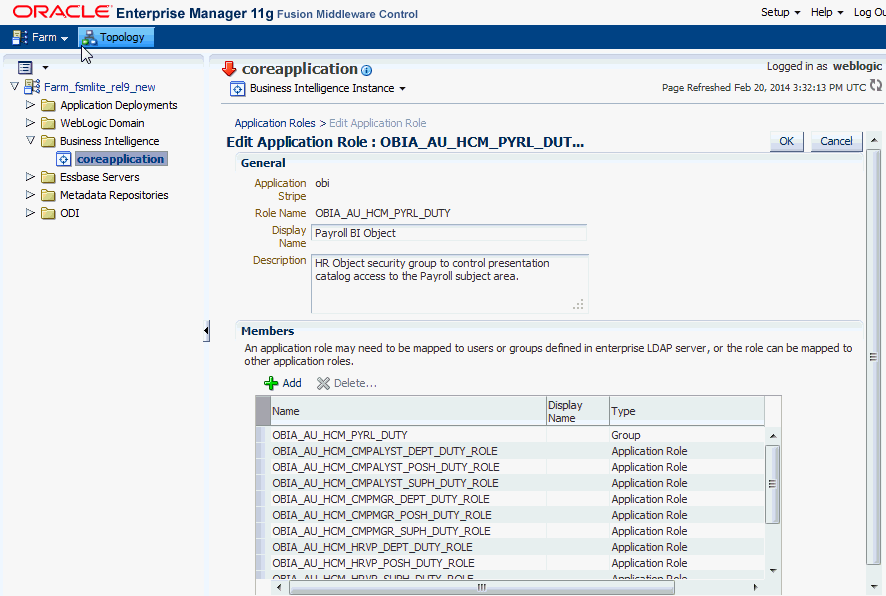 ORACLE Enterprise Manager 11g Fusion Middleware Control
Setup Help Log Ou
Farm Topology
coreapplication
Logged in as weblogic
Business Intelligence Instance
Page Refreshed Feb 20, 2014 3:32:13 PM UTC
Farm_fsmlite_rel9_new
Application Deployments
WebLogic Domain
Business Intelligence
coreapplication
Essbase Servers
Metadata Repositories
ODI
Application Roles > Edit Application Role
Edit Application Role : OBIA_AU_HCM_PYRL_DUT...
OK Cancel
General
Application Stripe obi
Role Name OBIA_AU_HCM_PYRL_DUTY
Display Name Payroll BI Object
Description HR Object security group to control presentation
catalog access to the Payroll subject area.
Members
An application role may need to be mapped to users or groups defined in enterprise LDAP server, or the role can be mapped to
other application roles.
Add Delete...
Name Display Name Type
OBIA_AU_HCM_PYRL_DUTY Group
OBIA_AU_HCM_CMPALYST_DEPT_DUTY_ROLE Application Role
OBIA_AU_HCM_CMPALYST_POSH_DUTY_ROLE Application Role
OBIA_AU_HCM_CMPALYST_SUPH_DUTY_ROLE Application Role
OBIA_AU_HCM_CMPMGR_DEPT_DUTY_ROLE Application Role
OBIA_AU_HCM_CMPMGR_POSH_DUTY_ROLE Application Role
OBIA_AU_HCM_CMPMGR_SUPH_DUTY_ROLE Application Role
OBIA_AU_HCM_HRVP_DEPT_DUTY_ROLE Application Role
OBIA_AU_HCM_HRVP_POSH_DUTY_ROLE Application Role
OBIA_AU_HCM_HRVP_SUPH_DUTY_ROLE Application Role